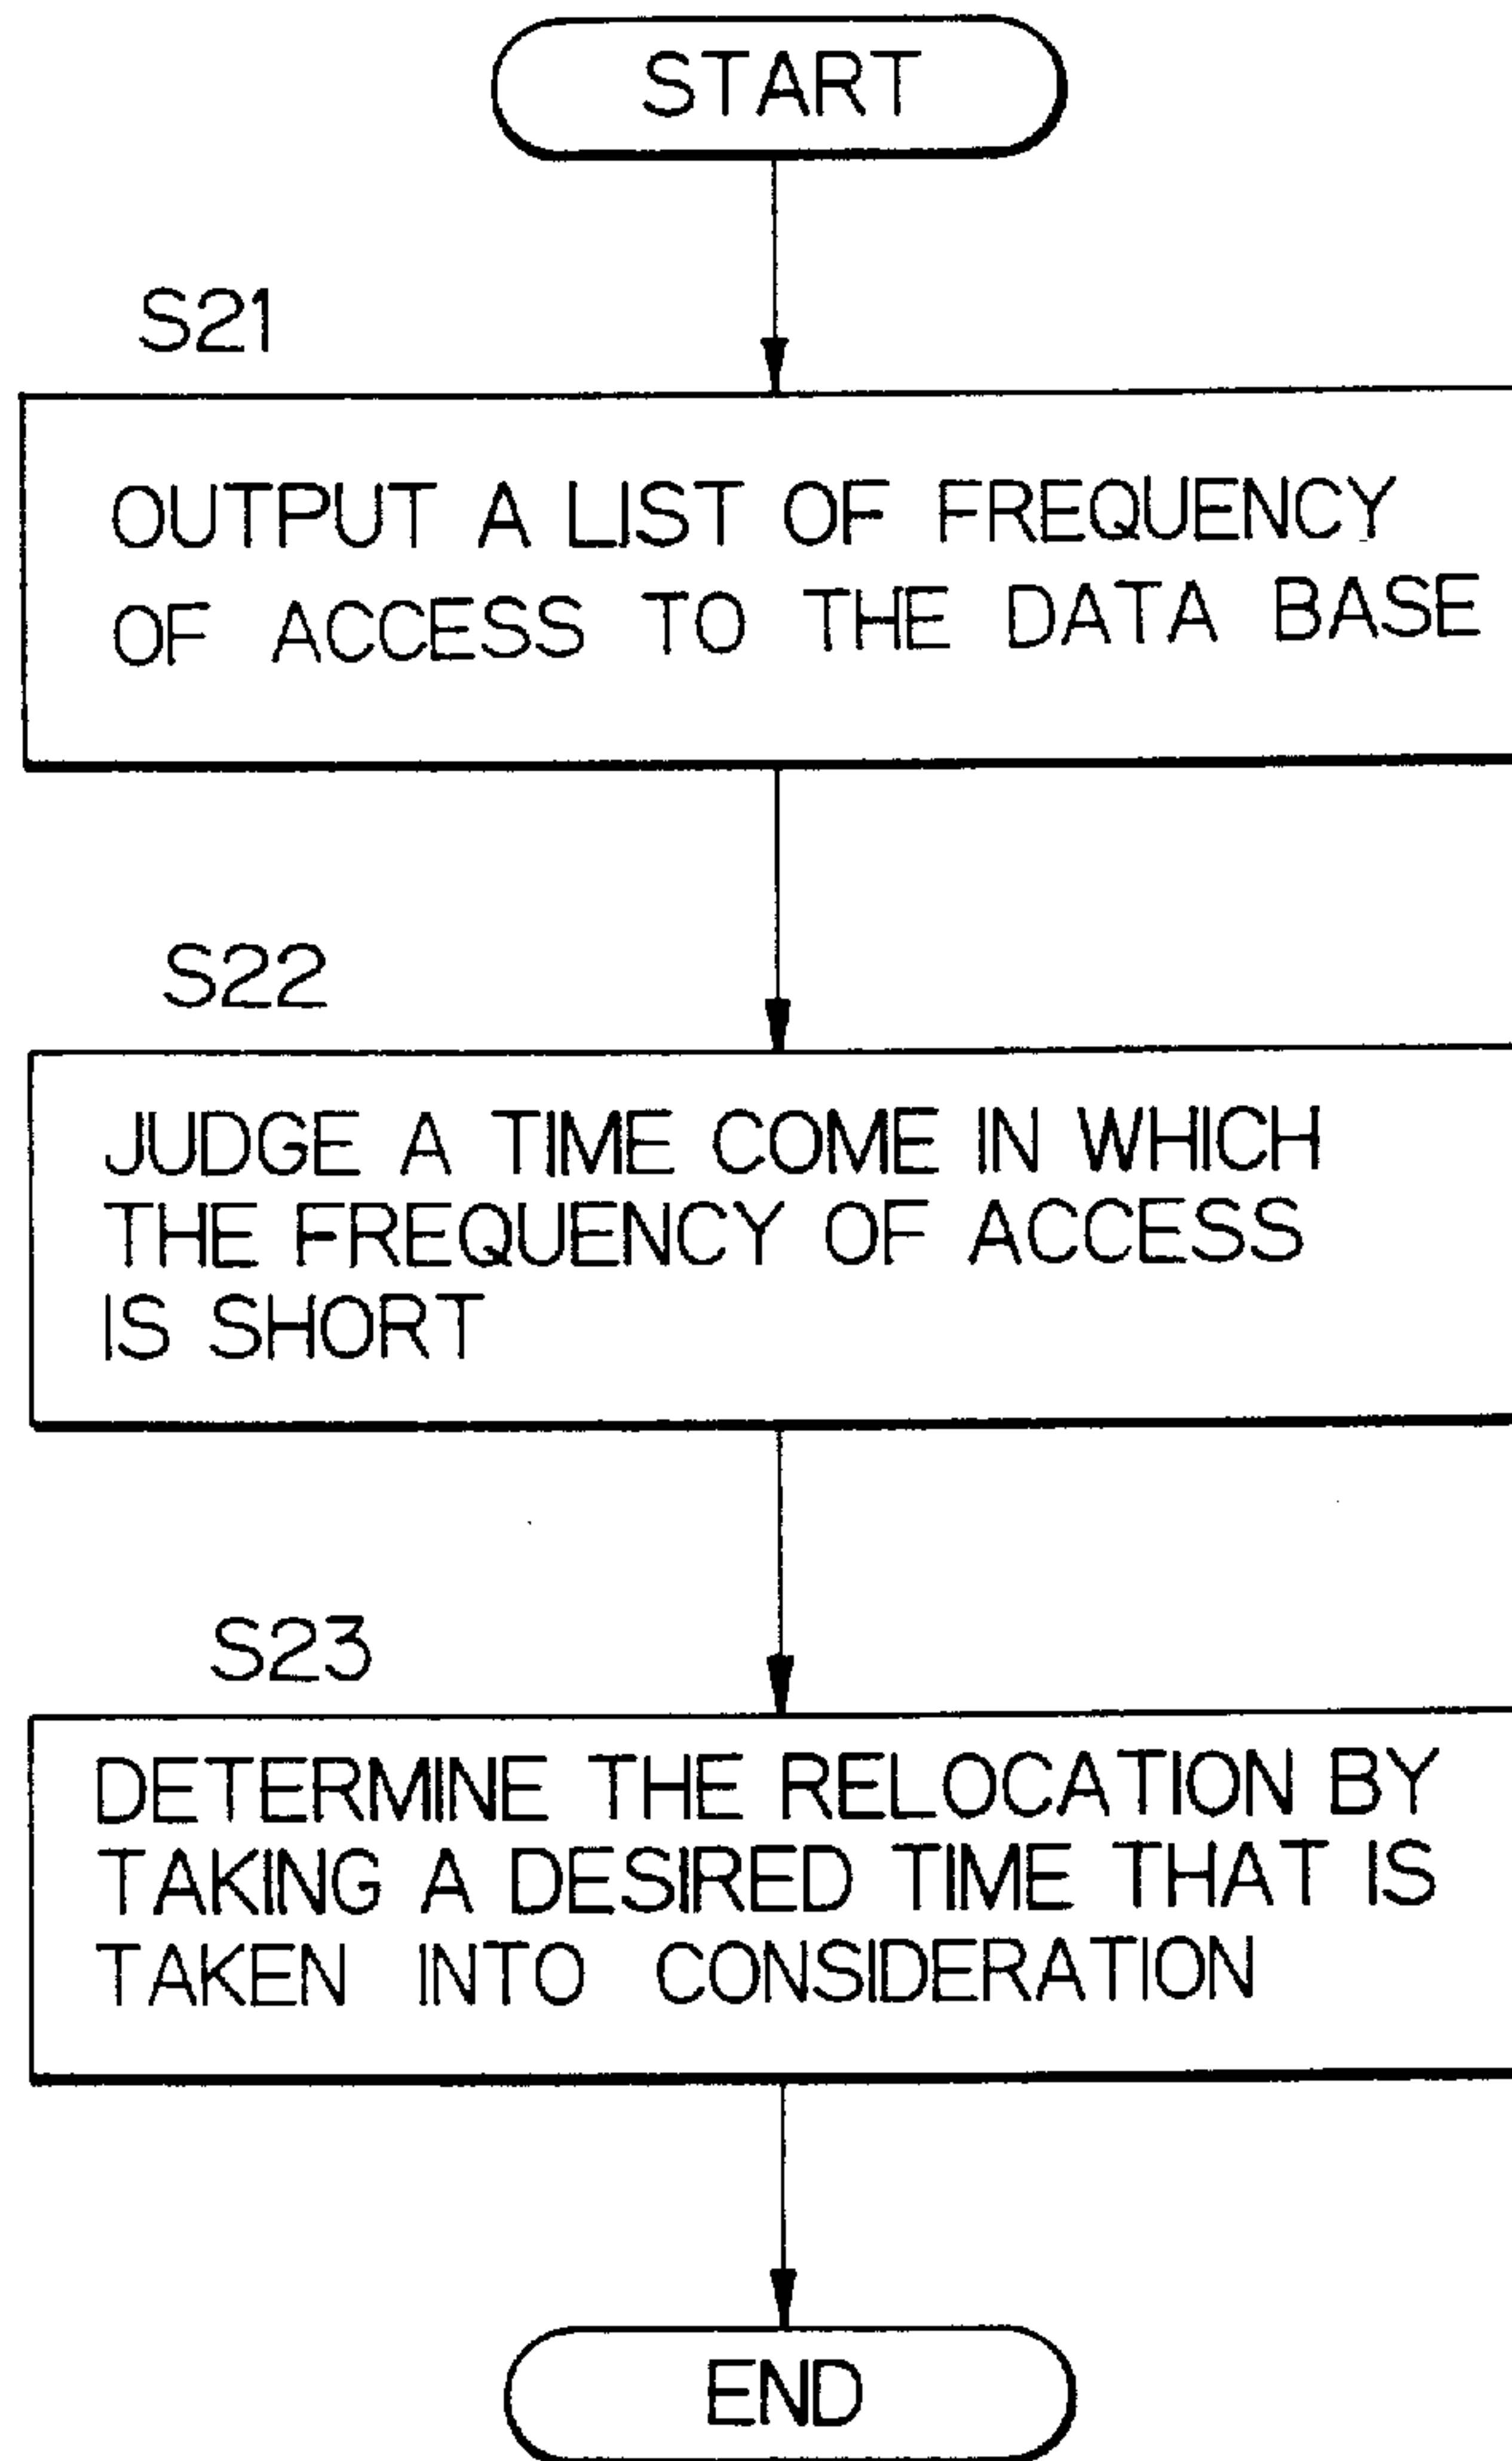 START
S21
OUTPUT A LIST OF FREQUENCY
OF ACCESS TO THE DATA BASE
S22
JUDGE A TIME COME IN WHICH
THE FREQUENCY OF ACCESS
IS SHORT
S23
DETERMINE THE RELOCATION BY
TAKING A DESIRED TIME THAT IS
TAKEN INTO CONSIDERATION
END